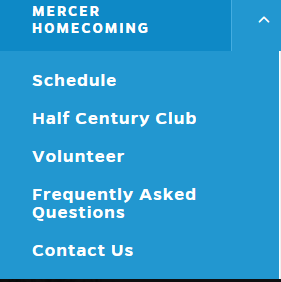 MERCER
HOMECOMING
Schedule
Half Century Club
Volunteer
Frequently Asked
Questions
Contact Us